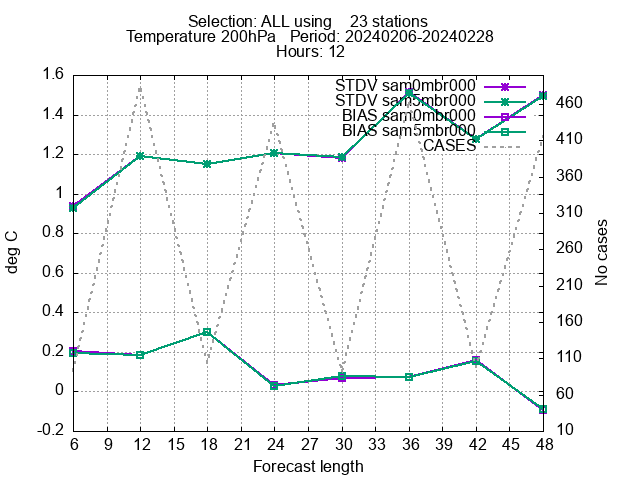 Selection: ALL using    23 stations
Temperature 200hPa   Period: 20240206-20240228
Hours: 12
STDV sam0mbr000
STDV sam5mbr000
BIAS sam0mbr000
BIAS sam5mbr000
CASES
deg C
1.6
1.4
1.2
1
0.8
0.6
0.4
0.2
0
-0.2
No cases
460
410
360
310
260
210
160
110
60
10
6 9 12 15 18 21 24 27 30 33 36 39 42 45 48
Forecast length